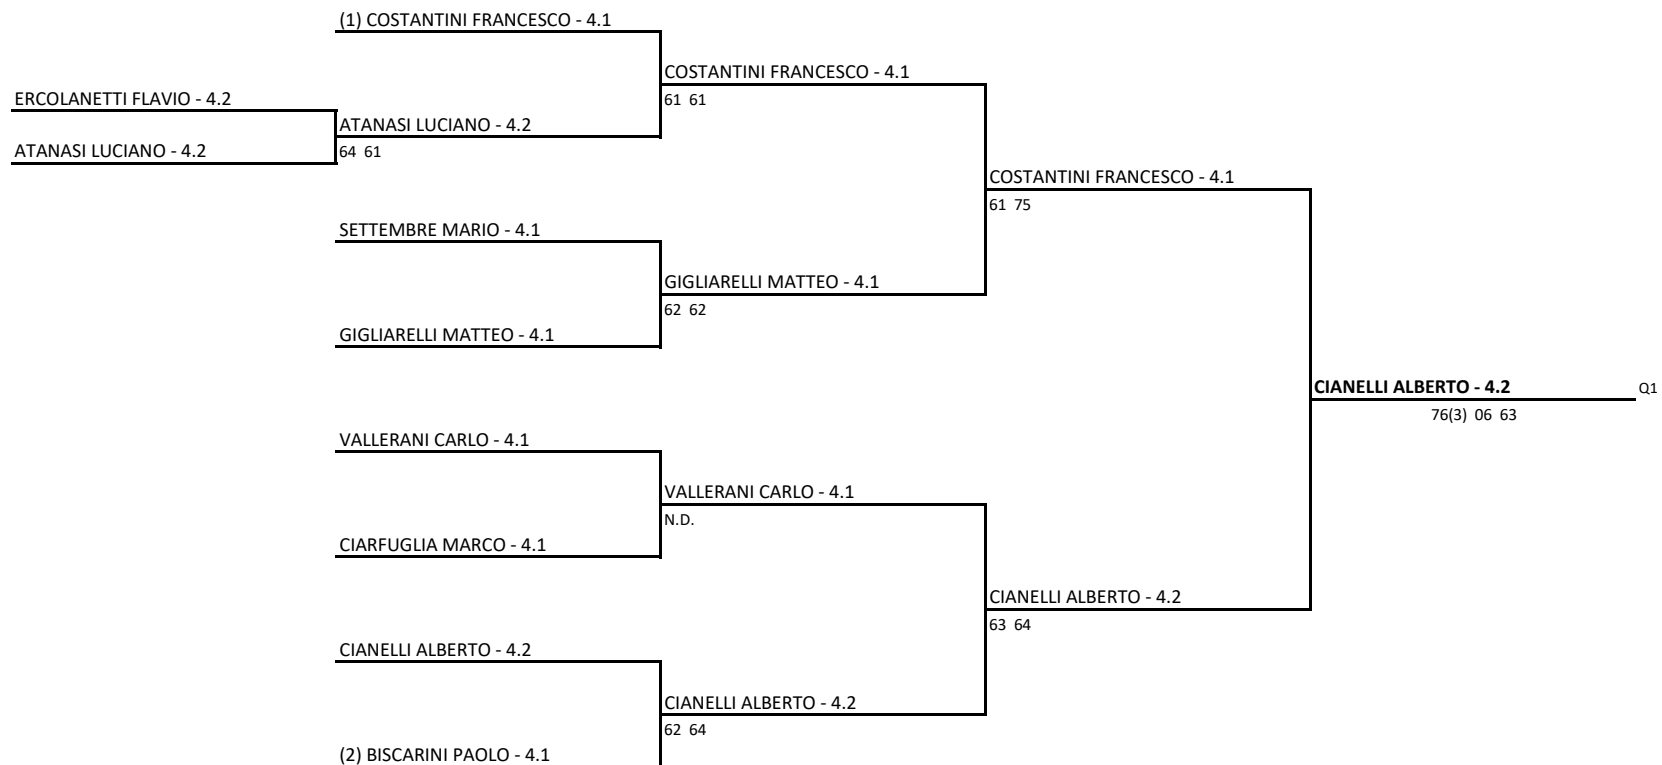 (1) COSTANTINI FRANCESCO - 4.1
COSTANTINI FRANCESCO - 4.1
ERCOLANETTI FLAVIO - 4.2
61 61
ATANASI LUCIANO - 4.2
ATANASI LUCIANO - 4.2
64 61
COSTANTINI FRANCESCO - 4.1
61 75
SETTEMBRE MARIO - 4.1
GIGLIARELLI MATTEO - 4.1
62 62
GIGLIARELLI MATTEO - 4.1
CIANELLI ALBERTO - 4.2
Q1
76(3) 06 63
VALLERANI CARLO - 4.1
VALLERANI CARLO - 4.1
N.D.
CIARFUGLIA MARCO - 4.1
CIANELLI ALBERTO - 4.2
63 64
CIANELLI ALBERTO - 4.2
CIANELLI ALBERTO - 4.2
62 64
(2) BISCARINI PAOLO - 4.1